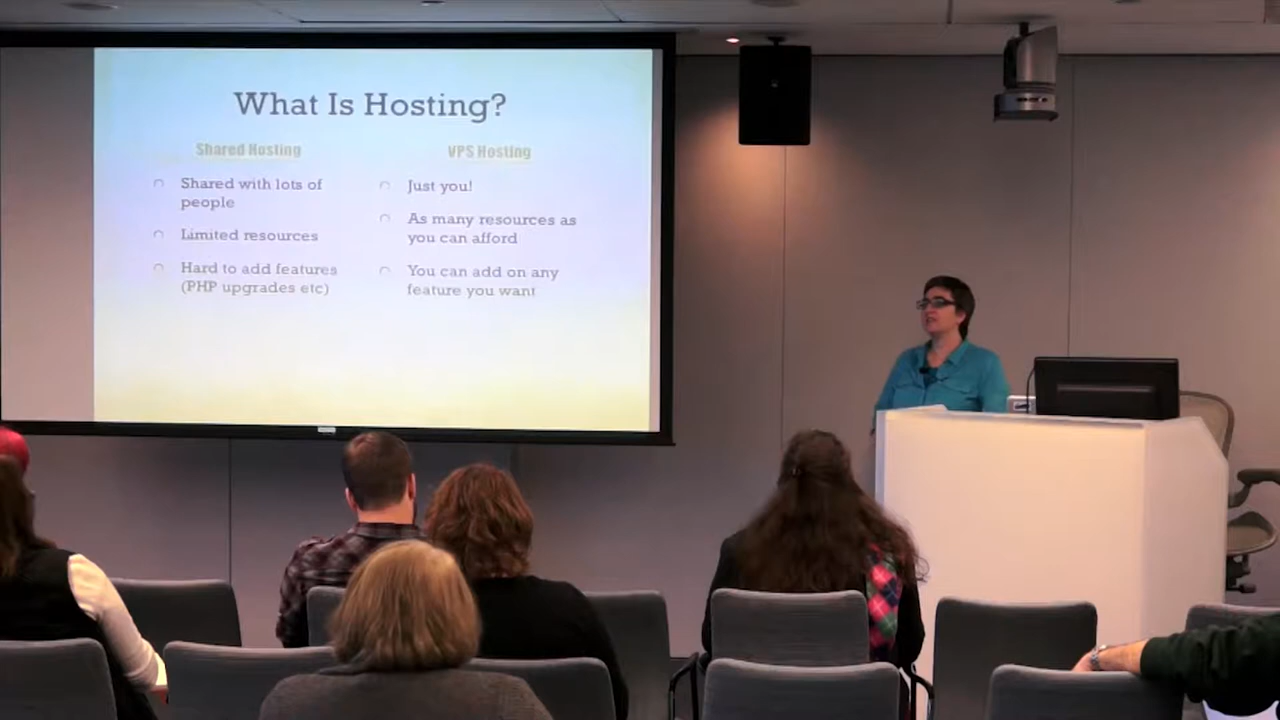 What Is Hosting?
Shared Hosting
Shared with lots of
people
Limited resources
Hard to add features
(PHP upgrades etc)
VPS Hosting
Just you!
As many resources as
you can afford
You can add on any
feature you want